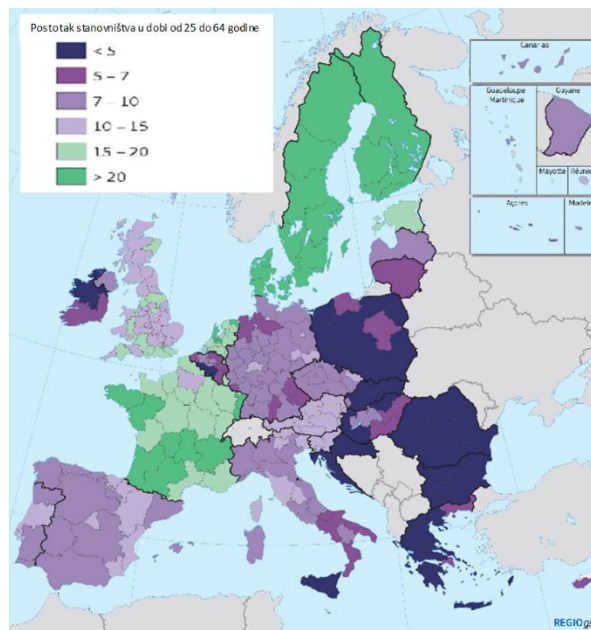 Postotak stanovništva u dobi od 25 do 64 godine
< 5
5 – 7
7 – 10
10 – 15
15 – 20
> 20
Canarias
Guadeloupe
Martinique
Guyane
Mayotte
Réunion
Açores
Madeira
REGIOgis